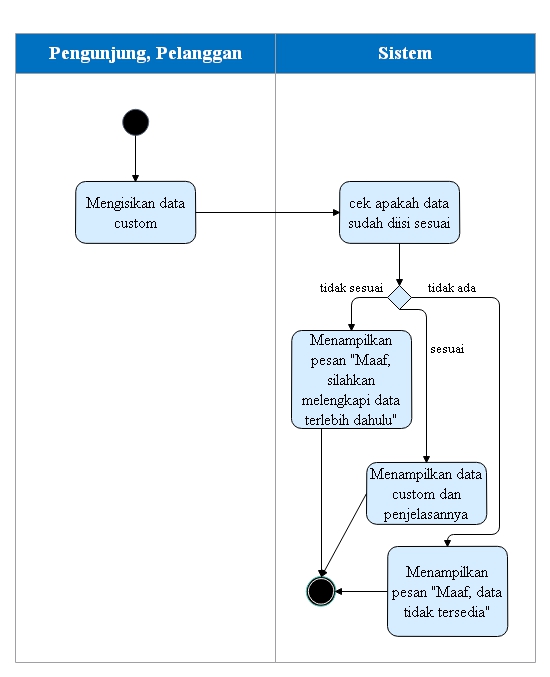 Pengunjung, Pelanggan
Sistem
Mengisikan data
custom
cek apakah data
sudah diisi sesuai
tidak sesuai
tidak ada
sesuai
Menampilkan
pesan "Maaf,
silahkan
melengkapi data
terlebih dahulu"
Menampilkan data
custom dan
penjelasannya
Menampilkan
pesan "Maaf, data
tidak tersedia"